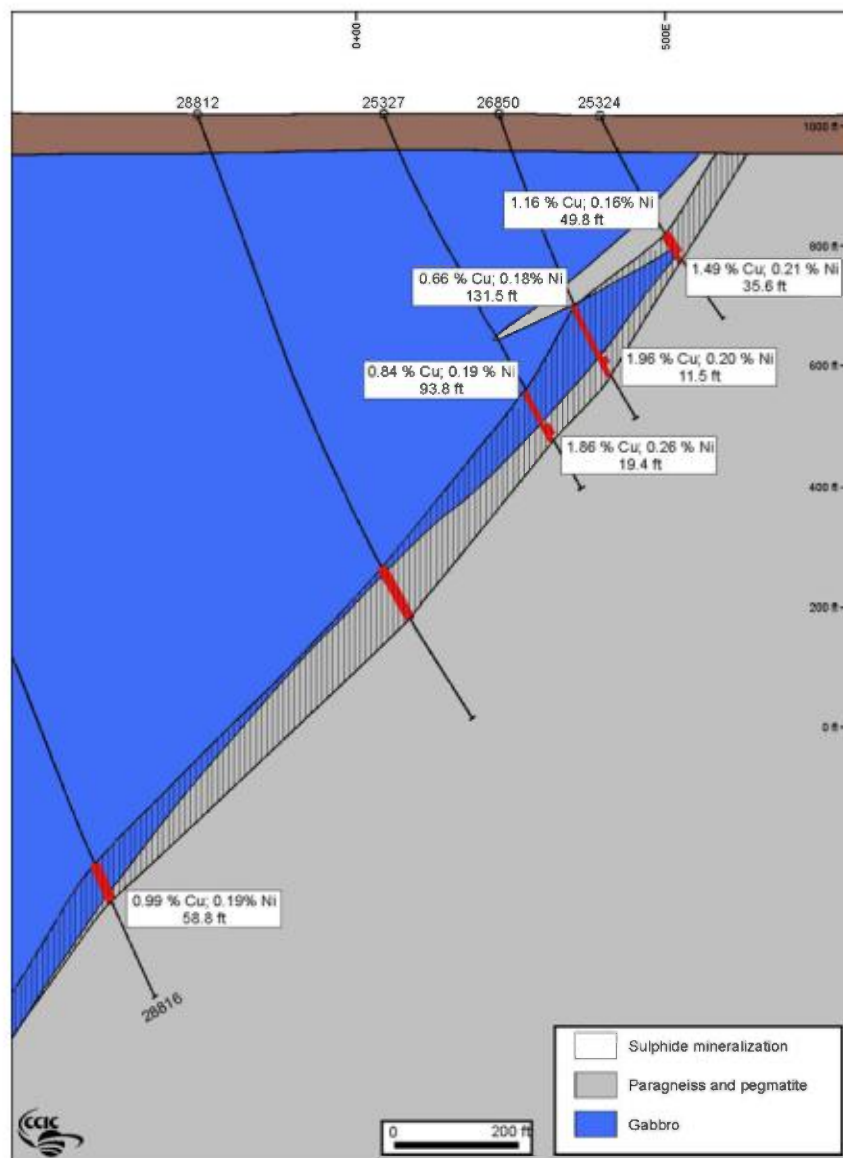 0+00
500E
28812
25327
26850
25324
1000 ft
1.16 % Cu; 0.16% Ni
49.8 ft
800 ft
1.49 % Cu; 0.21 % Ni
35.6 ft
0.66 % Cu; 0.18% Ni
131.5 ft
600 ft
0.84 % Cu; 0.19 % Ni
93.8 ft
1.96 % Cu; 0.20 % Ni
11.5 ft
1.86 % Cu; 0.26 % Ni
19.4 ft
400 ft
200 ft
0 ft
0.99 % Cu; 0.19% Ni
58.8 ft
28816
Sulphide mineralization
Paragneiss and pegmatite
Gabbro
CCIC
0
200 ft